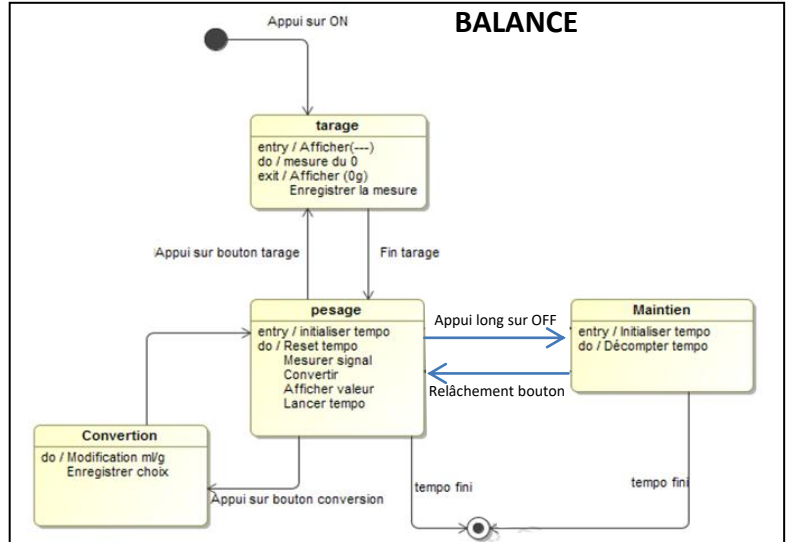 BALANCE
Appui sur ON
tarage
entry / Afficher(---)
do / mesure du 0
exit / Afficher (0g)
Enregistrer la mesure
Appui sur bouton tarage
Fin tarage
pesage
entry / initialiser tempo
do / Reset tempo
Mesurer signal
Convertir
Afficher valeur
Lancer tempo
Appui long sur OFF
Relâchement bouton
Maintien
entry / Initialiser tempo
do / Décompter tempo
Convertion
do / Modification ml/g
Enregistrer choix
Appui sur bouton conversion
tempo fini
tempo fini